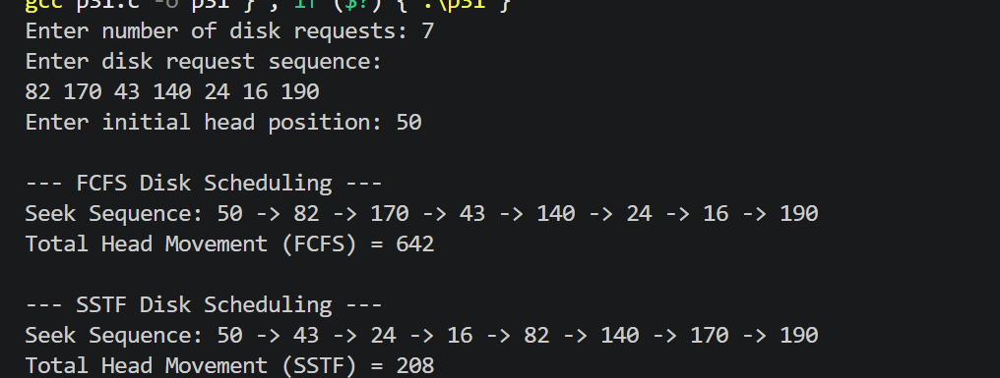 gcc p31.c -o p31 } ; if ($?) { .\p31 }
Enter number of disk requests: 7
Enter disk request sequence:
82 170 43 140 24 16 190
Enter initial head position: 50
--- FCFS Disk Scheduling ---
Seek Sequence: 50 -> 82 -> 170 -> 43 -> 140 -> 24 -> 16 -> 190
Total Head Movement (FCFS) = 642
--- SSTF Disk Scheduling ---
Seek Sequence: 50 -> 43 -> 24 -> 16 -> 82 -> 140 -> 170 -> 190
Total Head Movement (SSTF) = 208